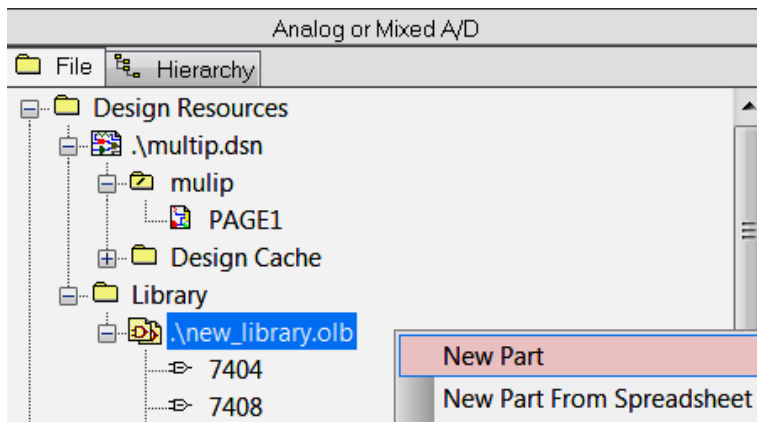 Analog or Mixed A/D
File Hierarchy
Design Resources
.\multip.dsn
mulip
PAGE1
Design Cache
Library
.\new_library.olb
New Part
7404
7408
New Part From Spreadsheet